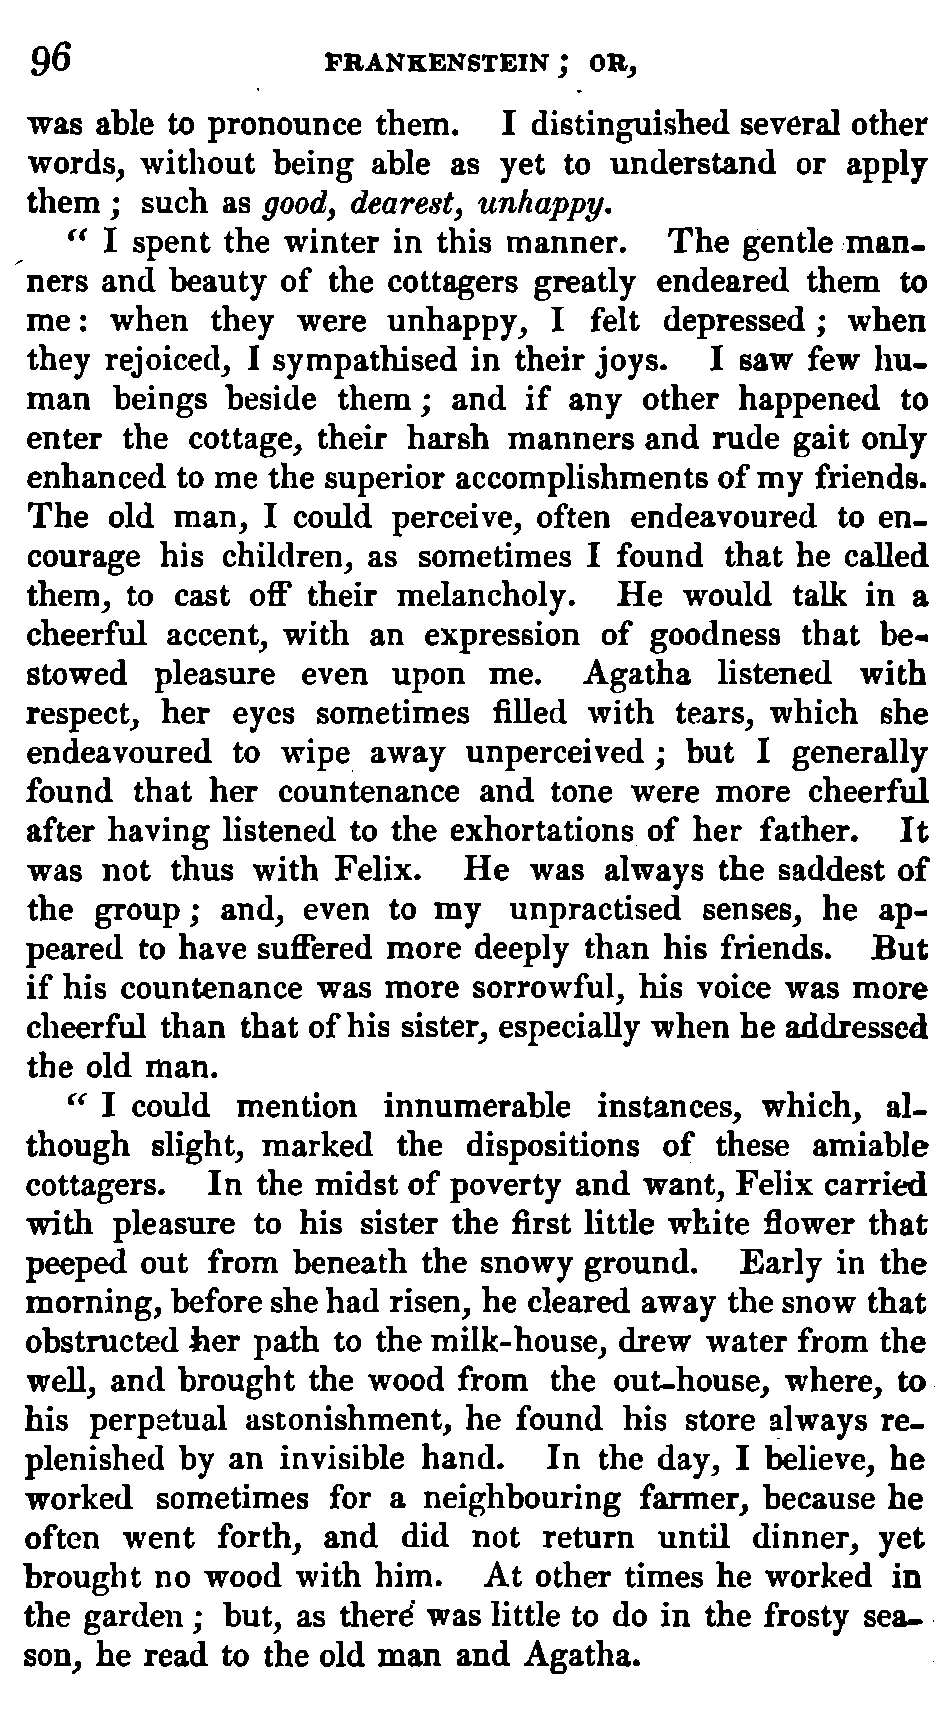 96 FRANKENSTEIN ; OR,
was able to pronounce them. I distinguished several other
words, without being able as yet to understand or apply
them ; such as good, dearest, unhappy.
“ I spent the winter in this manner. The gentle man-
ners and beauty of the cottagers greatly endeared them to
me : when they were unhappy, I felt depressed ; when
they rejoiced, I sympathised in their joys. I saw few hu-
man beings beside them ; and if any other happened to
enter the cottage, their harsh manners and rude gait only
enhanced to me the superior accomplishments of my friends.
The old man, I could perceive, often endeavoured to en-
courage his children, as sometimes I found that he called
them, to cast off their melancholy. He would talk in a
cheerful accent, with an expression of goodness that be-
stowed pleasure even upon me. Agatha listened with
respect, her eyes sometimes filled with tears, which she
endeavoured to wipe away unperceived ; but I generally
found that her countenance and tone were more cheerful
after having listened to the exhortations of her father. It
was not thus with Felix. He was always the saddest of
the group ; and, even to my unpractised senses, he ap-
peared to have suffered more deeply than his friends. But
if his countenance was more sorrowful, his voice was more
cheerful than that of his sister, especially when he addressed
the old man.
“ I could mention innumerable instances, which, al-
though slight, marked the dispositions of these amiable
cottagers. In the midst of poverty and want, Felix carried
with pleasure to his sister the first little white flower that
peeped out from beneath the snowy ground. Early in the
morning, before she had risen, he cleared away the snow that
obstructed her path to the milk-house, drew water from the
well, and brought the wood from the out-house, where, to
his perpetual astonishment, he found his store always re-
plenished by an invisible hand. In the day, I believe, he
worked sometimes for a neighbouring farmer, because he
often went forth, and did not return until dinner, yet
brought no wood with him. At other times he worked in
the garden ; but, as there was little to do in the frosty sea-
son, he read to the old man and Agatha.